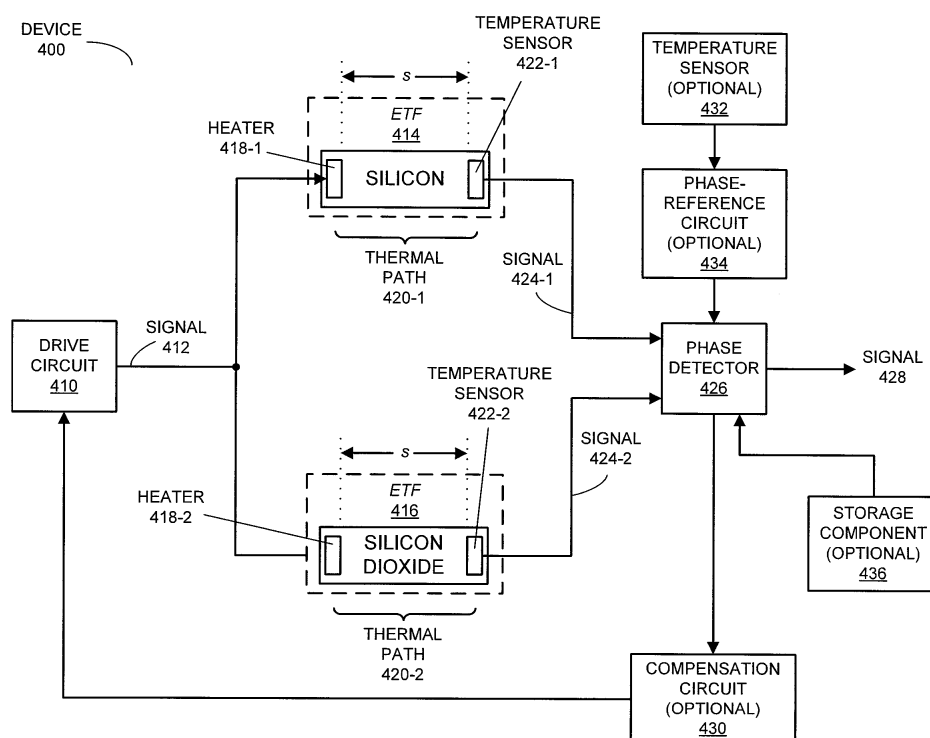 DEVICE
400
TEMPERATURE
SENSOR
422-1
s
ETF
414
HEATER
418-1
SILICON
THERMAL
PATH
420-1
TEMPERATURE
SENSOR
(OPTIONAL)
432
PHASE-
REFERENCE
CIRCUIT
(OPTIONAL)
434
SIGNAL
424-1
DRIVE
CIRCUIT
410
SIGNAL
412
PHASE
DETECTOR
426
SIGNAL
428
TEMPERATURE
SENSOR
422-2
s
SIGNAL
424-2
ETF
416
HEATER
418-2
SILICON
DIOXIDE
THERMAL
PATH
420-2
STORAGE
COMPONENT
(OPTIONAL)
436
COMPENSATION
CIRCUIT
(OPTIONAL)
430